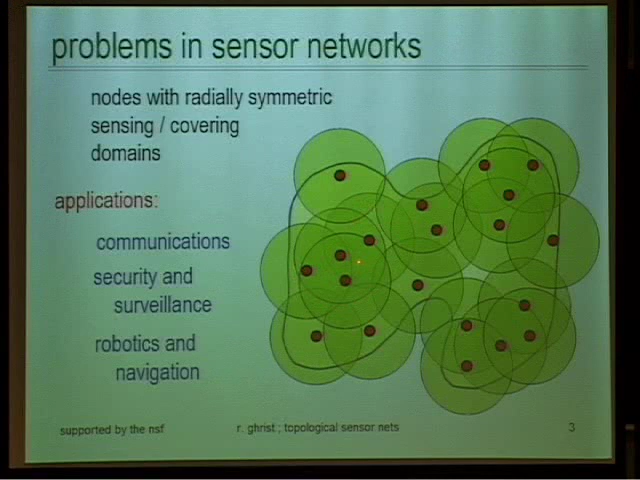 problems in sensor networks
nodes with radially symmetric
sensing / covering
domains
applications:
communications
security and
surveillance
robotics and
navigation
supported by the nsf
r. ghrist ; topological sensor nets
3